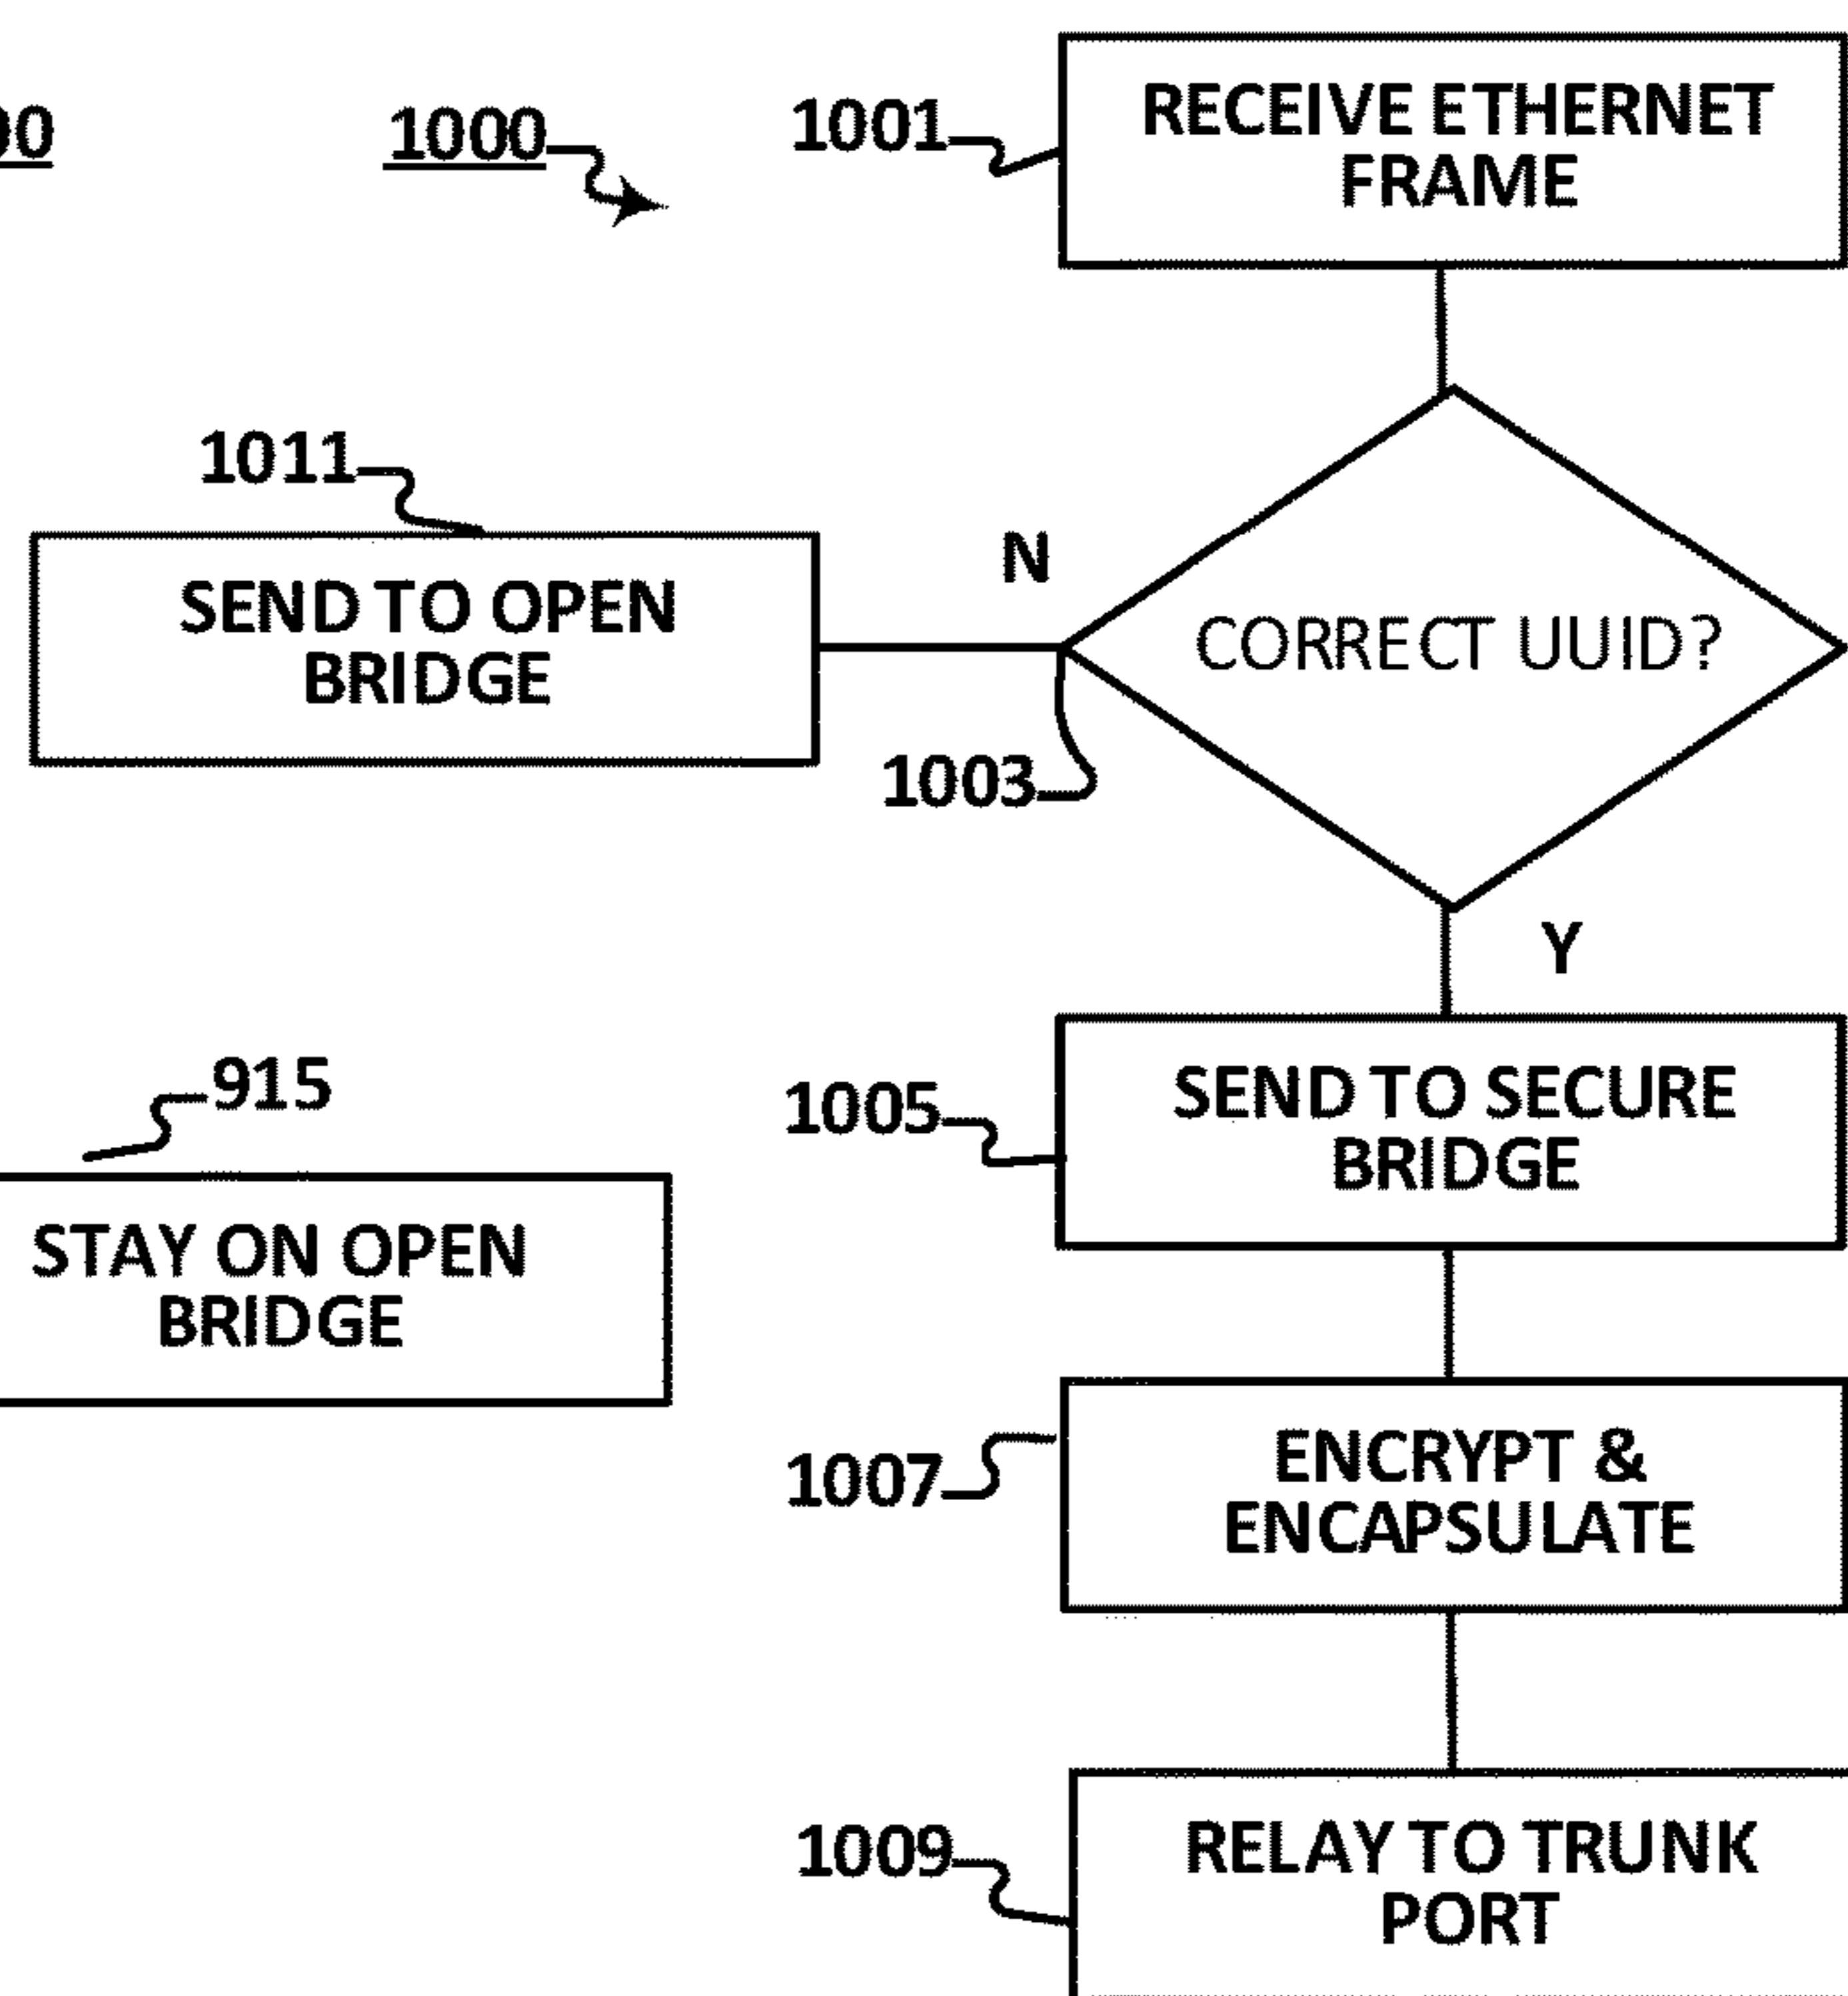 00
1000
1001
RECEIVE ETHERNET
FRAME
1011
SEND TO OPEN
BRIDGE
N
CORRECT UUID?
1003
Y
915
STAY ON OPEN
BRIDGE
1005
SEND TO SECURE
BRIDGE
1007
ENCRYPT &
ENCAPSULATE
1009
RELAY TO TRUNK
PORT